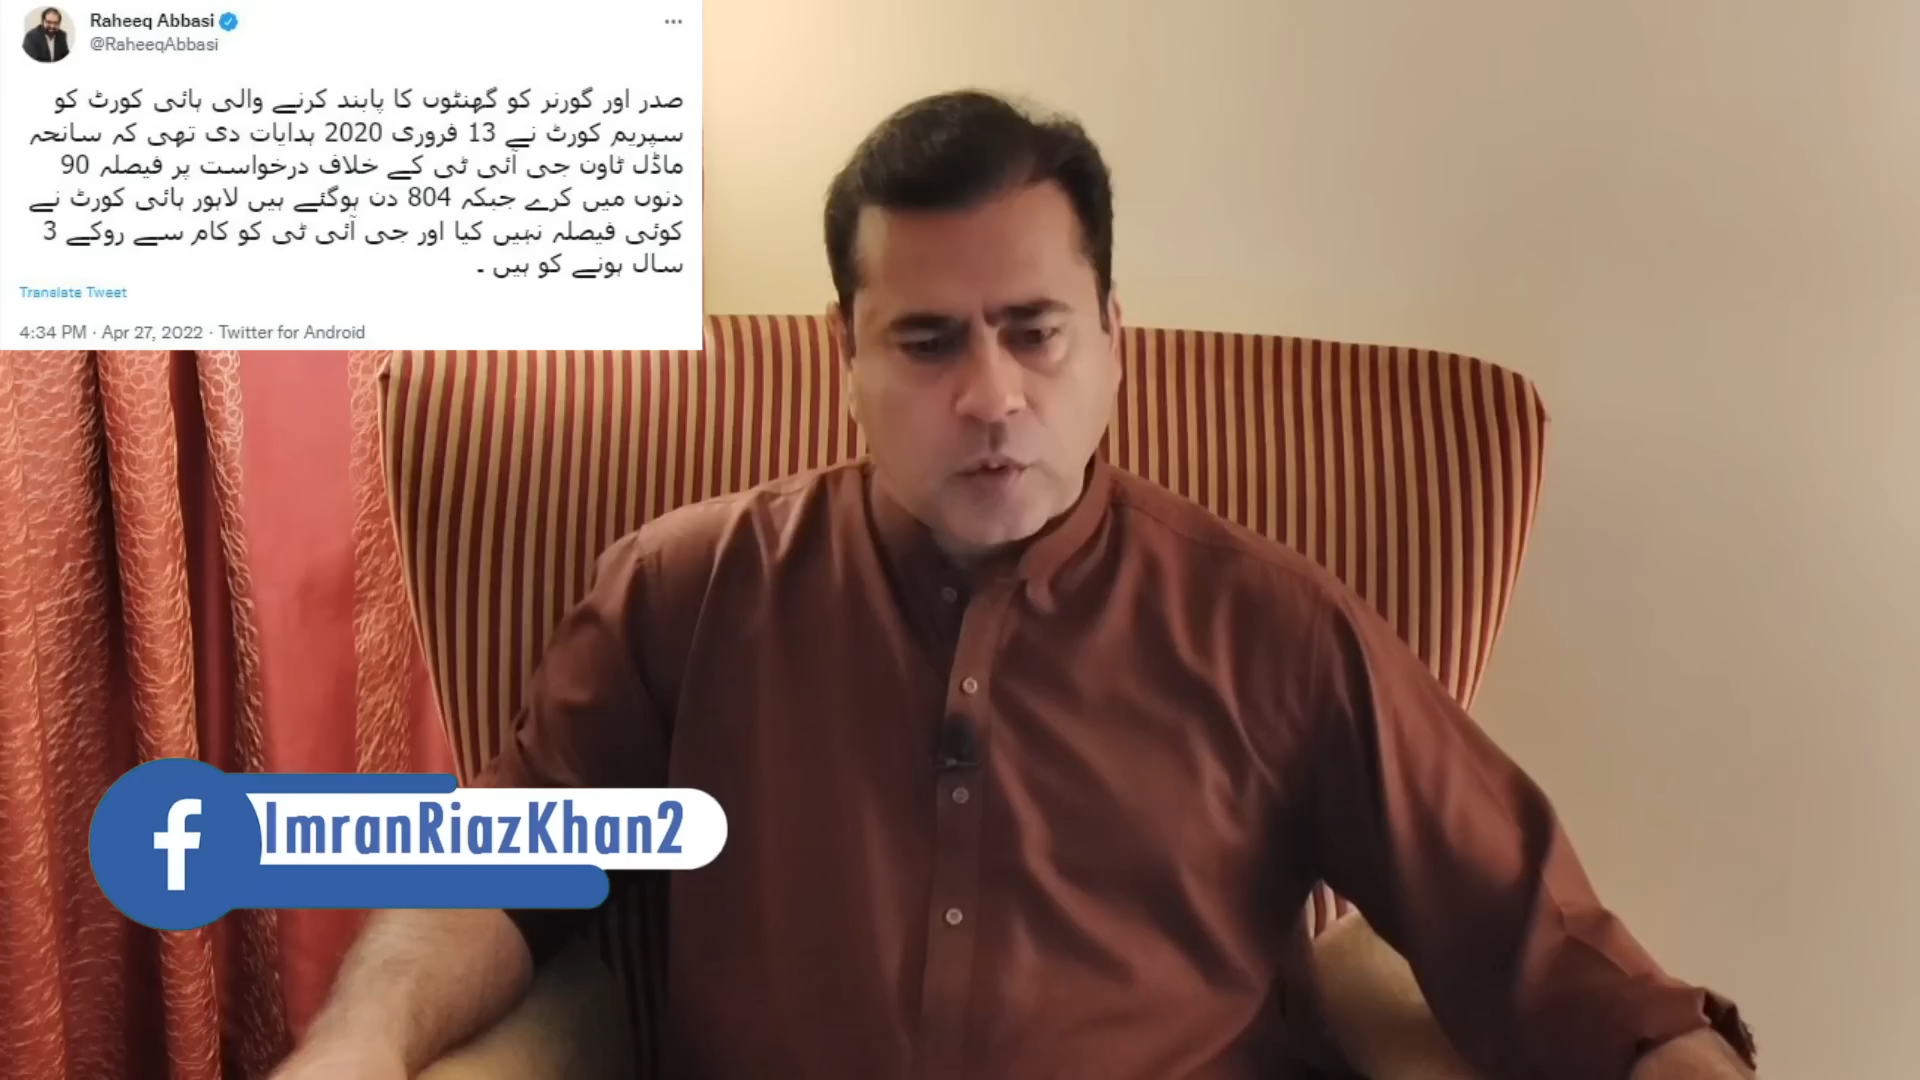 Raheeq Abbasi
@RaheeqAbbasi
صدر اور گورنر کو گھنٹوں کا پابند کرنے والی ہائی کورٹ کو
سپریم کورٹ نے 13 فروری 2020 ہدایات دی تھی کہ سانحہ
ماڈل ٹاون جی آئی ٹی کے خلاف درخواست پر فیصلہ 90
دنوں میں کرے جبکہ 804 دن ہوگئے ہیں لاہور ہائی کورٹ نے
کوئی فیصلہ نہیں کیا اور جی آئی ٹی کو کام سے روکے 3
سال ہونے کو ہیں ۔
Translate Tweet
4:34 PM · Apr 27, 2022 · Twitter for Android
f ImranRiazKhan2